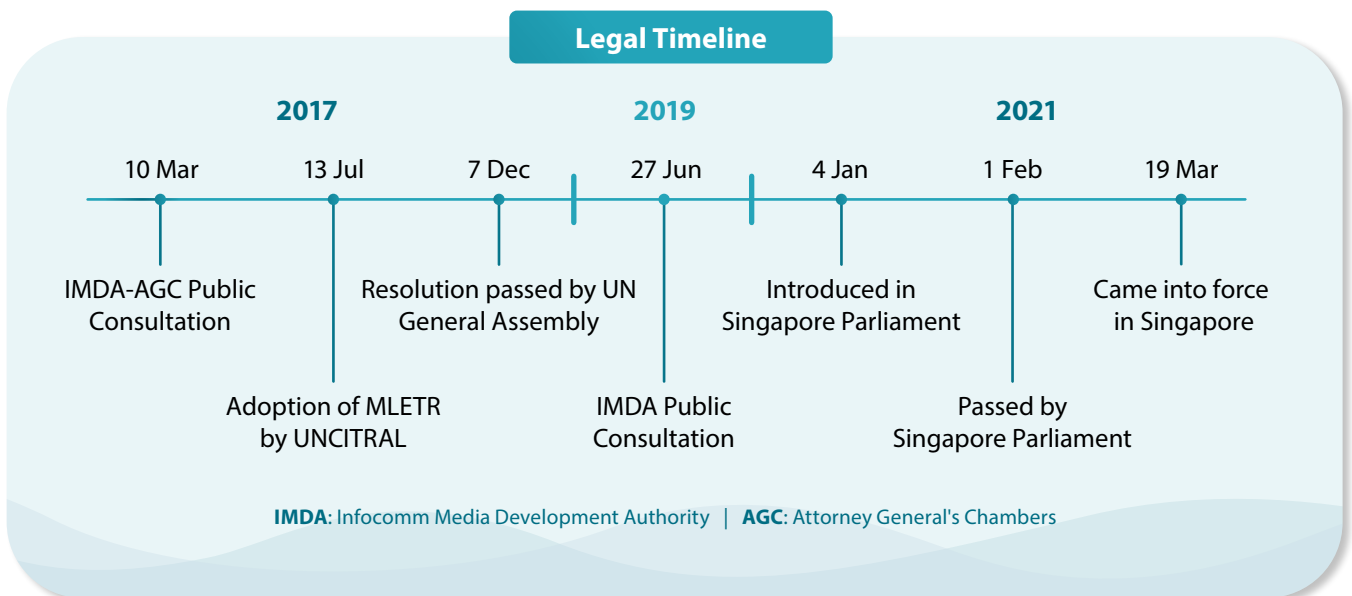 Legal Timeline
2017
2019
2021
10 Mar
13 Jul
7 Dec
27 Jun
4 Jan
1 Feb
19 Mar
IMDA-AGC Public
Consultation
Resolution passed by UN
General Assembly
Introduced in
Singapore Parliament
Came into force
in Singapore
Adoption of MLETR
by UNCITRAL
IMDA Public
Consultation
Passed by
Singapore Parliament
IMDA: Infocomm Media Development Authority | AGC: Attorney General's Chambers